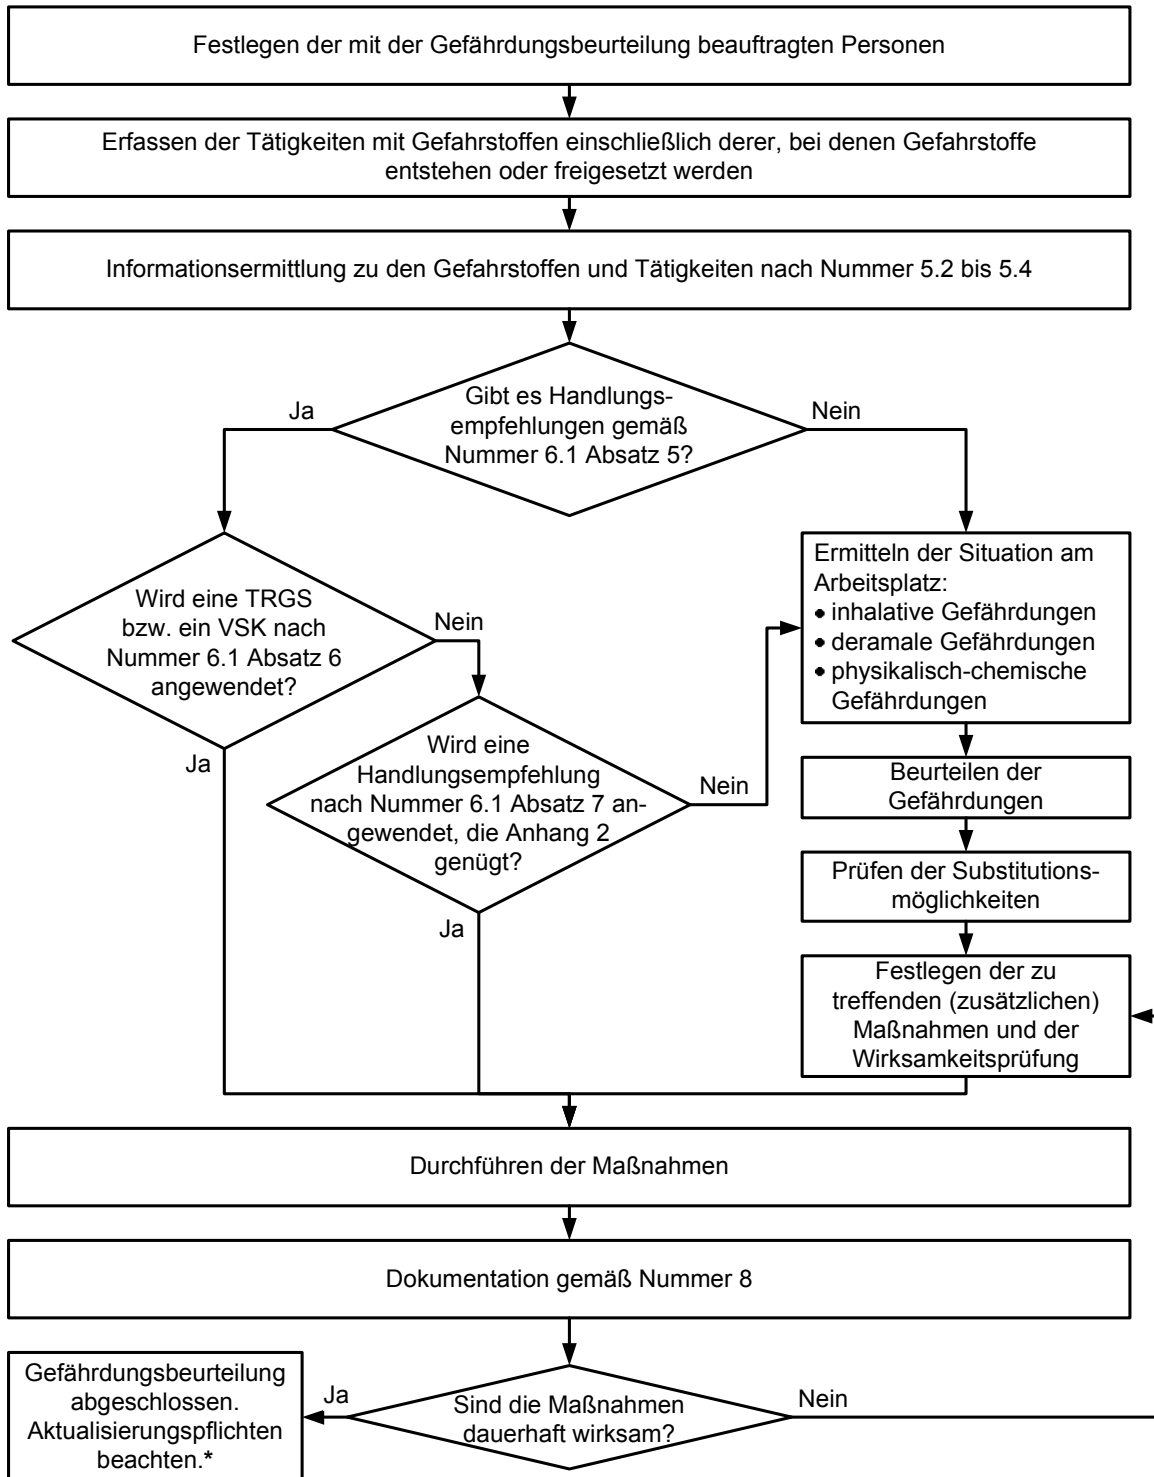 Festlegen der mit der Gefährdungsbeurteilung beauftragten Personen
Erfassen der Tätigkeiten mit Gefahrstoffen einschließlich derer, bei denen Gefahrstoffe
entstehen oder freigesetzt werden
Informationsermittlung zu den Gefahrstoffen und Tätigkeiten nach Nummer 5.2 bis 5.4
Gibt es Handlungs-
empfehlungen gemäß
Nummer 6.1 Absatz 5?
Ja
Nein
Wird eine TRGS
bzw. ein VSK nach
Nummer 6.1 Absatz 6
angewendet?
Nein
Ja
Wird eine
Handlungsempfehlung
nach Nummer 6.1 Absatz 7 an-
gewendet, die Anhang 2
genügt?
Nein
Ja
Ermitteln der Situation am
Arbeitsplatz:
• inhalative Gefährdungen
• deramale Gefährdungen
• physikalisch-chemische
Gefährdungen
Beurteilen der
Gefährdungen
Prüfen der Substitutions-
möglichkeiten
Festlegen der zu
treffenden (zusätzlichen)
Maßnahmen und der
Wirksamkeitsprüfung
Durchführen der Maßnahmen
Dokumentation gemäß Nummer 8
Sind die Maßnahmen
dauerhaft wirksam?
Ja
Nein
Gefährdungsbeurteilung
abgeschlossen.
Aktualisierungspflichten
beachten.*